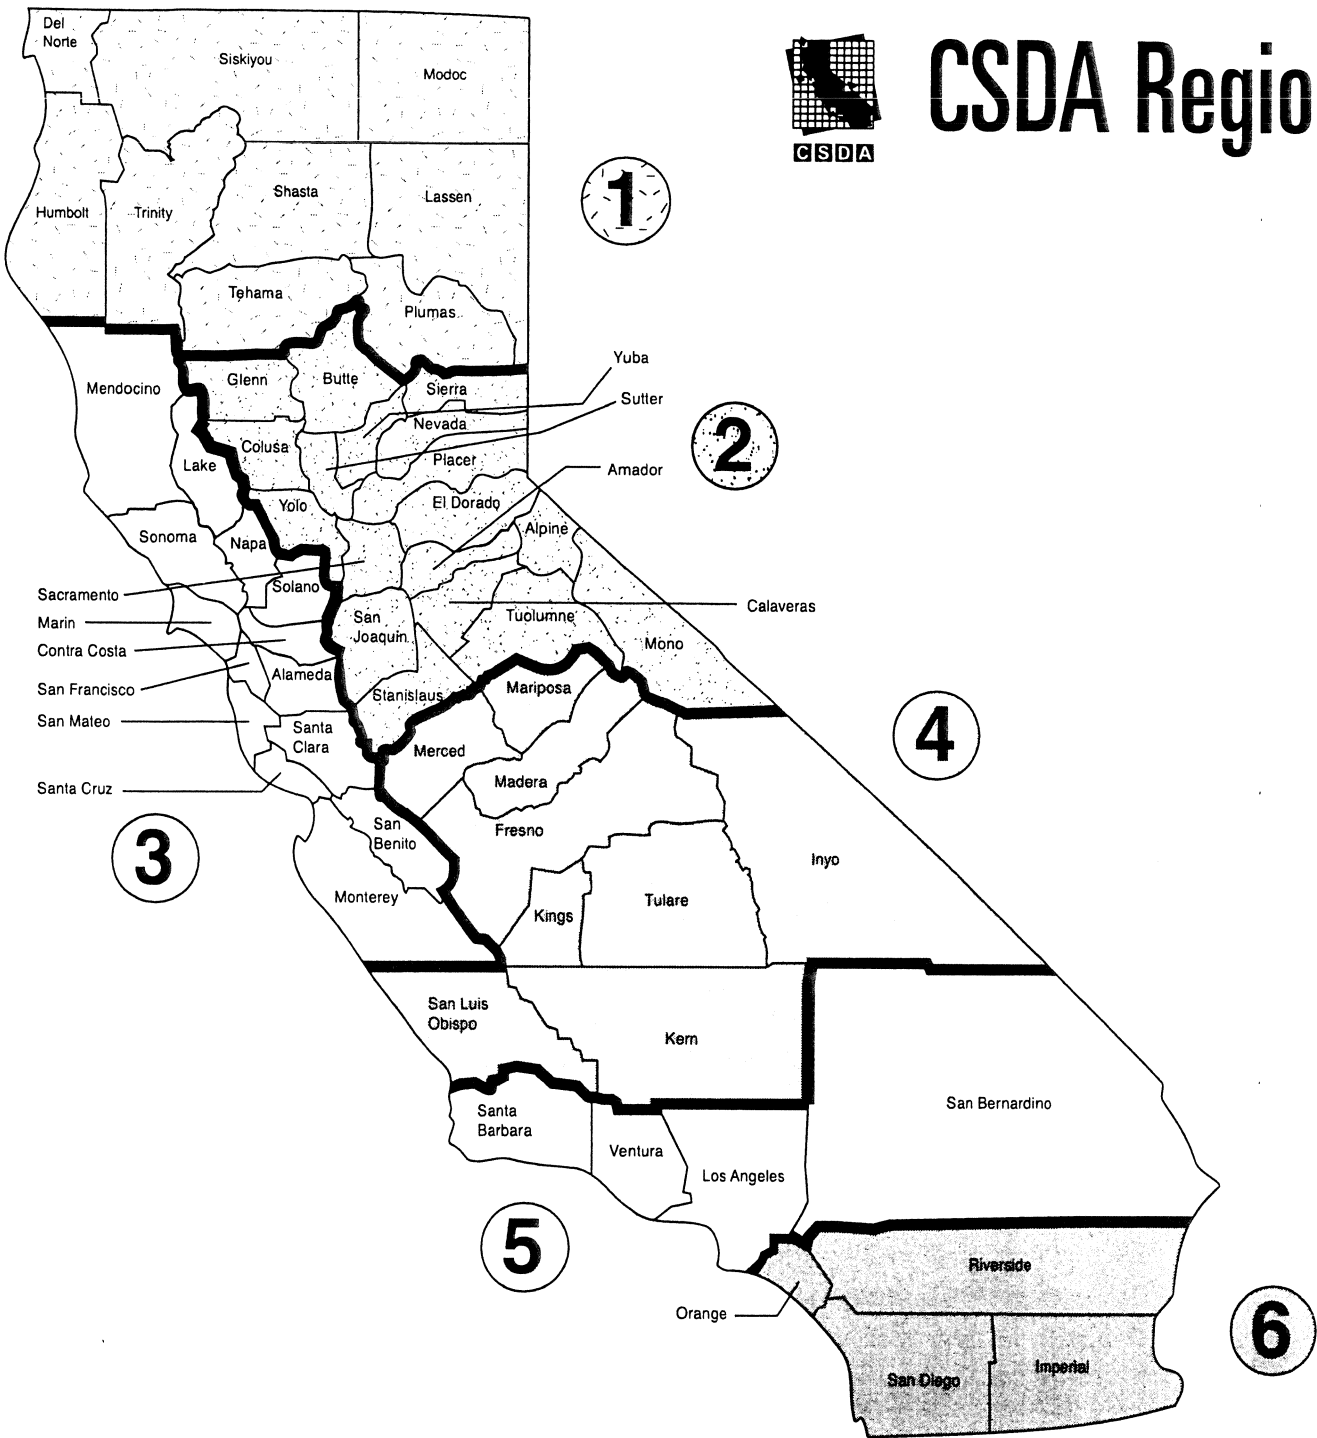 CSDA Regio
CSDA
Del
Norte
Siskiyou
Modoc
Humbolt
Trinity
Shasta
Lassen
1
Tehama
Plumas
Mendocino
Glenn
Butte
Sierra
Yuba
Sutter
Nevada
2
Colusa
Lake
Placer
Amador
Yolo
El Dorado
Sonoma
Napa
Alpine
Sacramento
Solano
Calaveras
Marin
San
Joaquin
Tuolumne
Mono
Contra Costa
Alameda
San Francisco
Stanislaus
Mariposa
San Mateo
Santa
Clara
Merced
4
Santa Cruz
Madera
San
Benito
Fresno
3
Inyo
Monterey
Kings
Tulare
San Luis
Obispo
Kern
Santa
Barbara
San Bernardino
Ventura
Los Angeles
5
Riverside
Orange
6
San Diego
Imperial